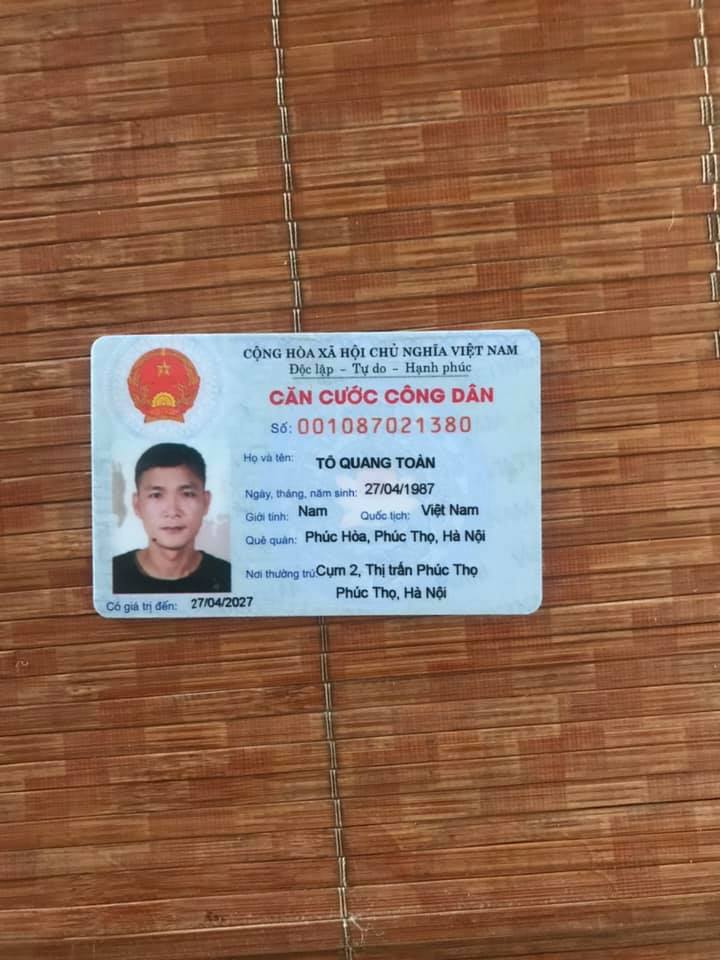 CỘNG HÒA XÃ HỘI CHỦ NGHĨA VIỆT NAM
Độc lập - Tự do - Hạnh phúc
CĂN CƯỚC CÔNG DÂN
Số: 001087021380
Họ và tên: TÔ QUANG TOÀN
Ngày, tháng, năm sinh: 27/04/1987
Giới tính: Nam Quốc tịch: Việt Nam
Quê quán: Phúc Hòa, Phúc Thọ, Hà Nội
Nơi thường trú: Cụm 2, Thị trấn Phúc Thọ
Phúc Thọ, Hà Nội
Có giá trị đến: 27/04/2027